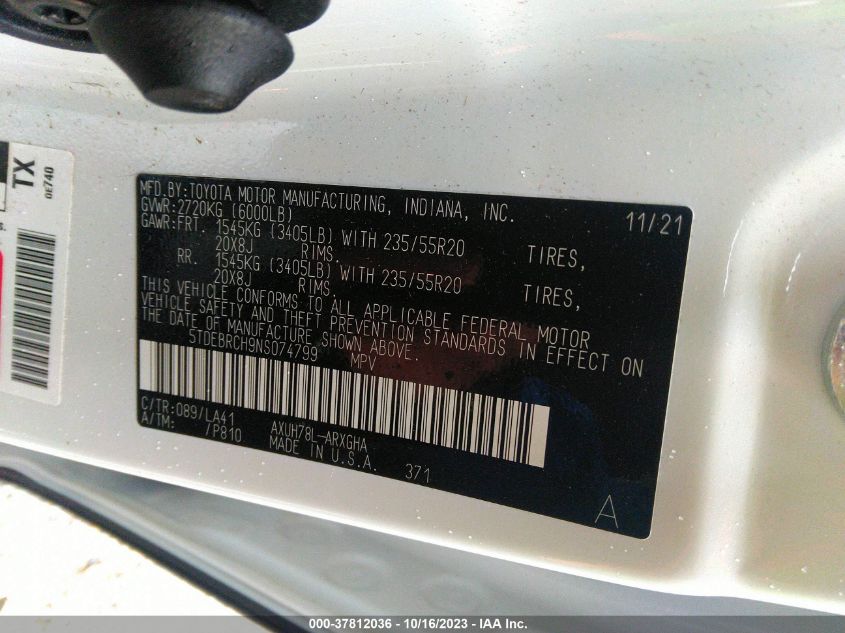 TX
0E740
MFD.BY:TOYOTA MOTOR MANUFACTURING, INDIANA, INC. 11/21
GVWR:2720KG (6000LB)
GAWR:FRT. 1545KG (3405LB) WITH 235/55R20 TIRES,
20X8J RIMS.
RR. 1545KG (3405LB) WITH 235/55R20 TIRES,
20X8J RIMS.
THIS VEHICLE CONFORMS TO ALL APPLICABLE FEDERAL MOTOR
VEHICLE SAFETY AND THEFT PREVENTION STANDARDS IN EFFECT ON
THE DATE OF MANUFACTURE SHOWN ABOVE.
5TDEBRCH9NS074799 MPV
C/TR:089/LA41 AXUH78L-ARXGHA
A/TM: /P810 MADE IN U.S.A. 371
A
000-37812036 - 10/16/2023 - IAA Inc.